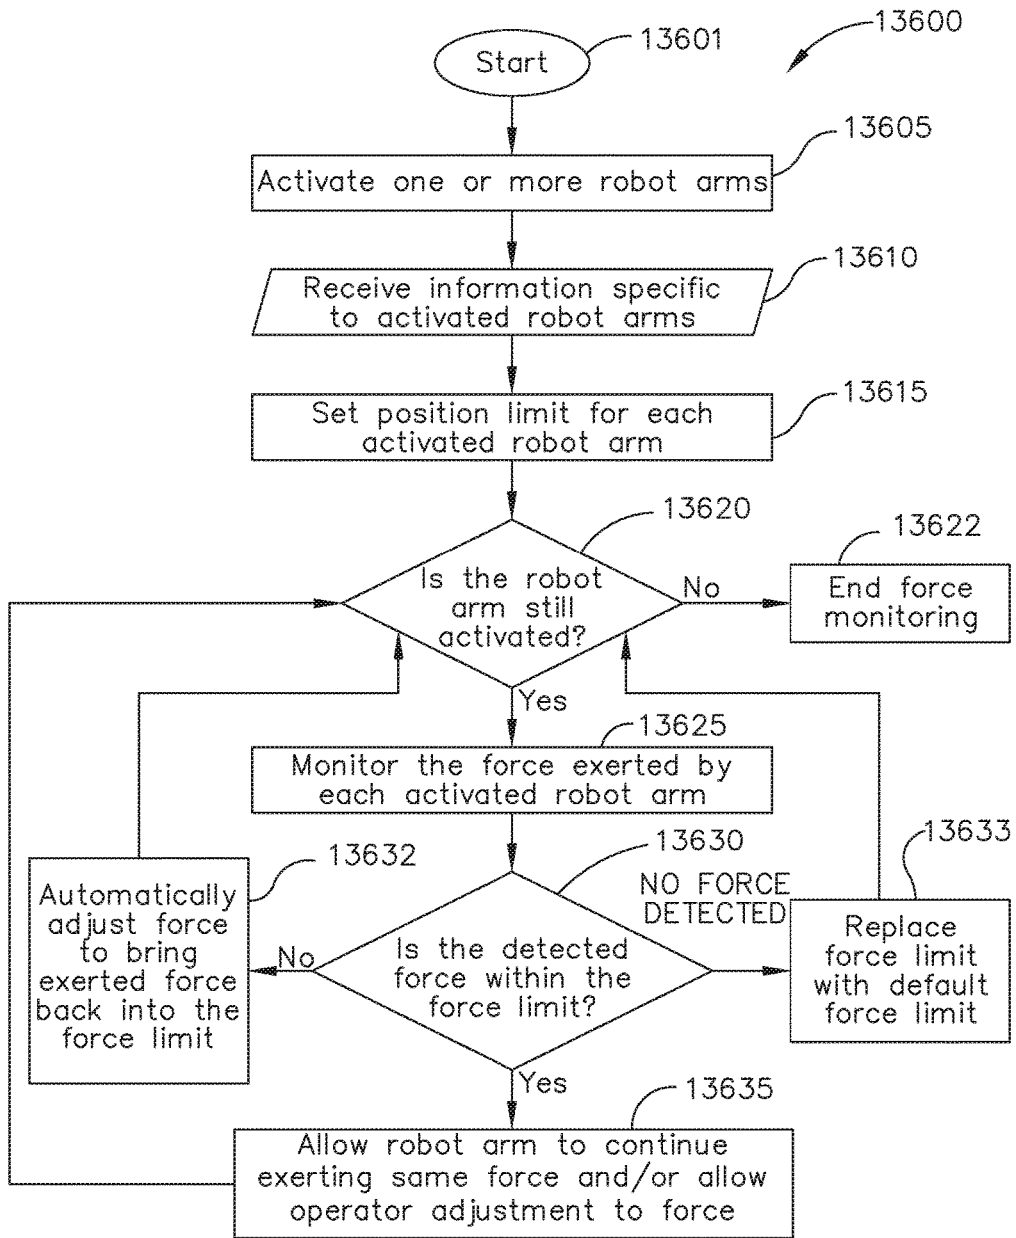 13600
13601
Start
13605
Activate one or more robot arms
13610
Receive information specific
to activated robot arms
13615
Set position limit for each
activated robot arm
13620
Is the robot
arm still
activated?
No
13622
End force
monitoring
Yes
13625
Monitor the force exerted by
each activated robot arm
13630
Is the detected
force within the
force limit?
No
13632
Automatically
adjust force
to bring
exerted force
back into the
force limit
NO FORCE
DETECTED
13633
Replace
force limit
with default
force limit
Yes
13635
Allow robot arm to continue
exerting same force and/or allow
operator adjustment to force